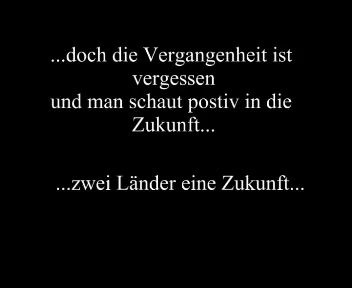 ...doch die Vergangenheit ist
vergessen
und man schaut postiv in die
Zukunft...
...zwei Länder eine Zukunft...